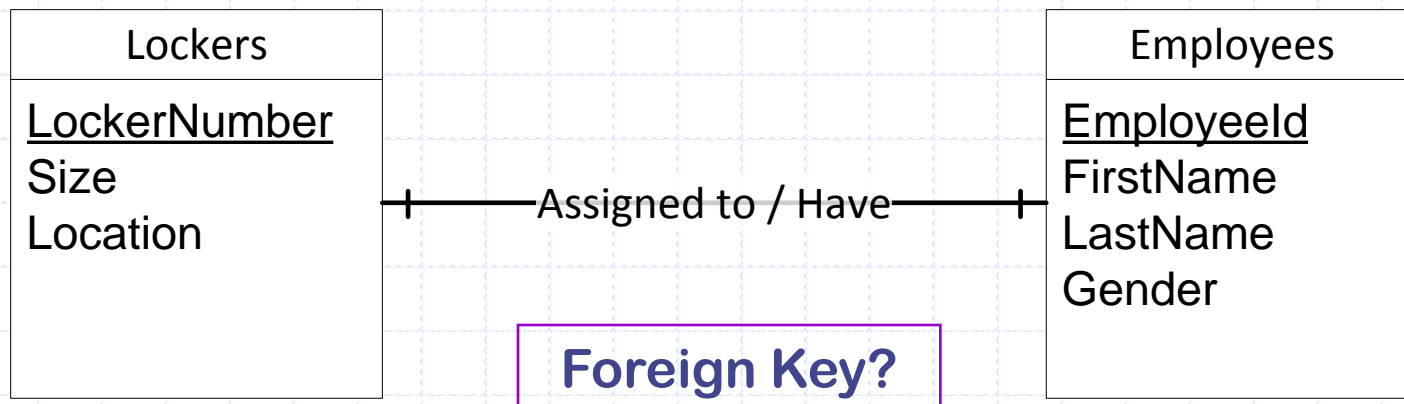 Lockers
LockerNumber
Size
Location
Assigned to / Have
Employees
EmployeeId
FirstName
LastName
Gender
Foreign Key?